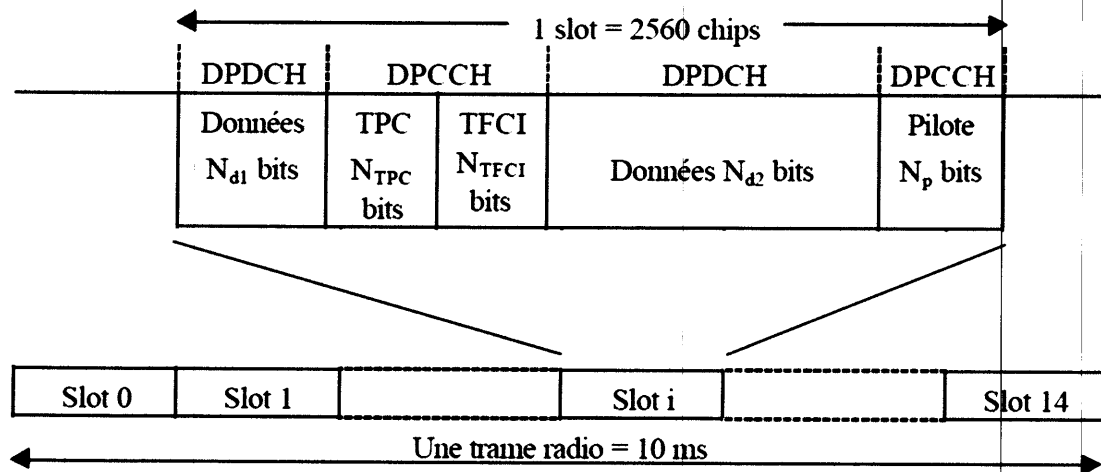 1 slot = 2560 chips
DPDCH DPCCH DPDCH DPCCH
Données TPC TFCI Pilote
N_d1 bits N_TPC N_TFCI Données N_d2 bits N_p bits
bits bits
Slot 0 Slot 1 Slot i Slot 14
Une trame radio = 10 ms